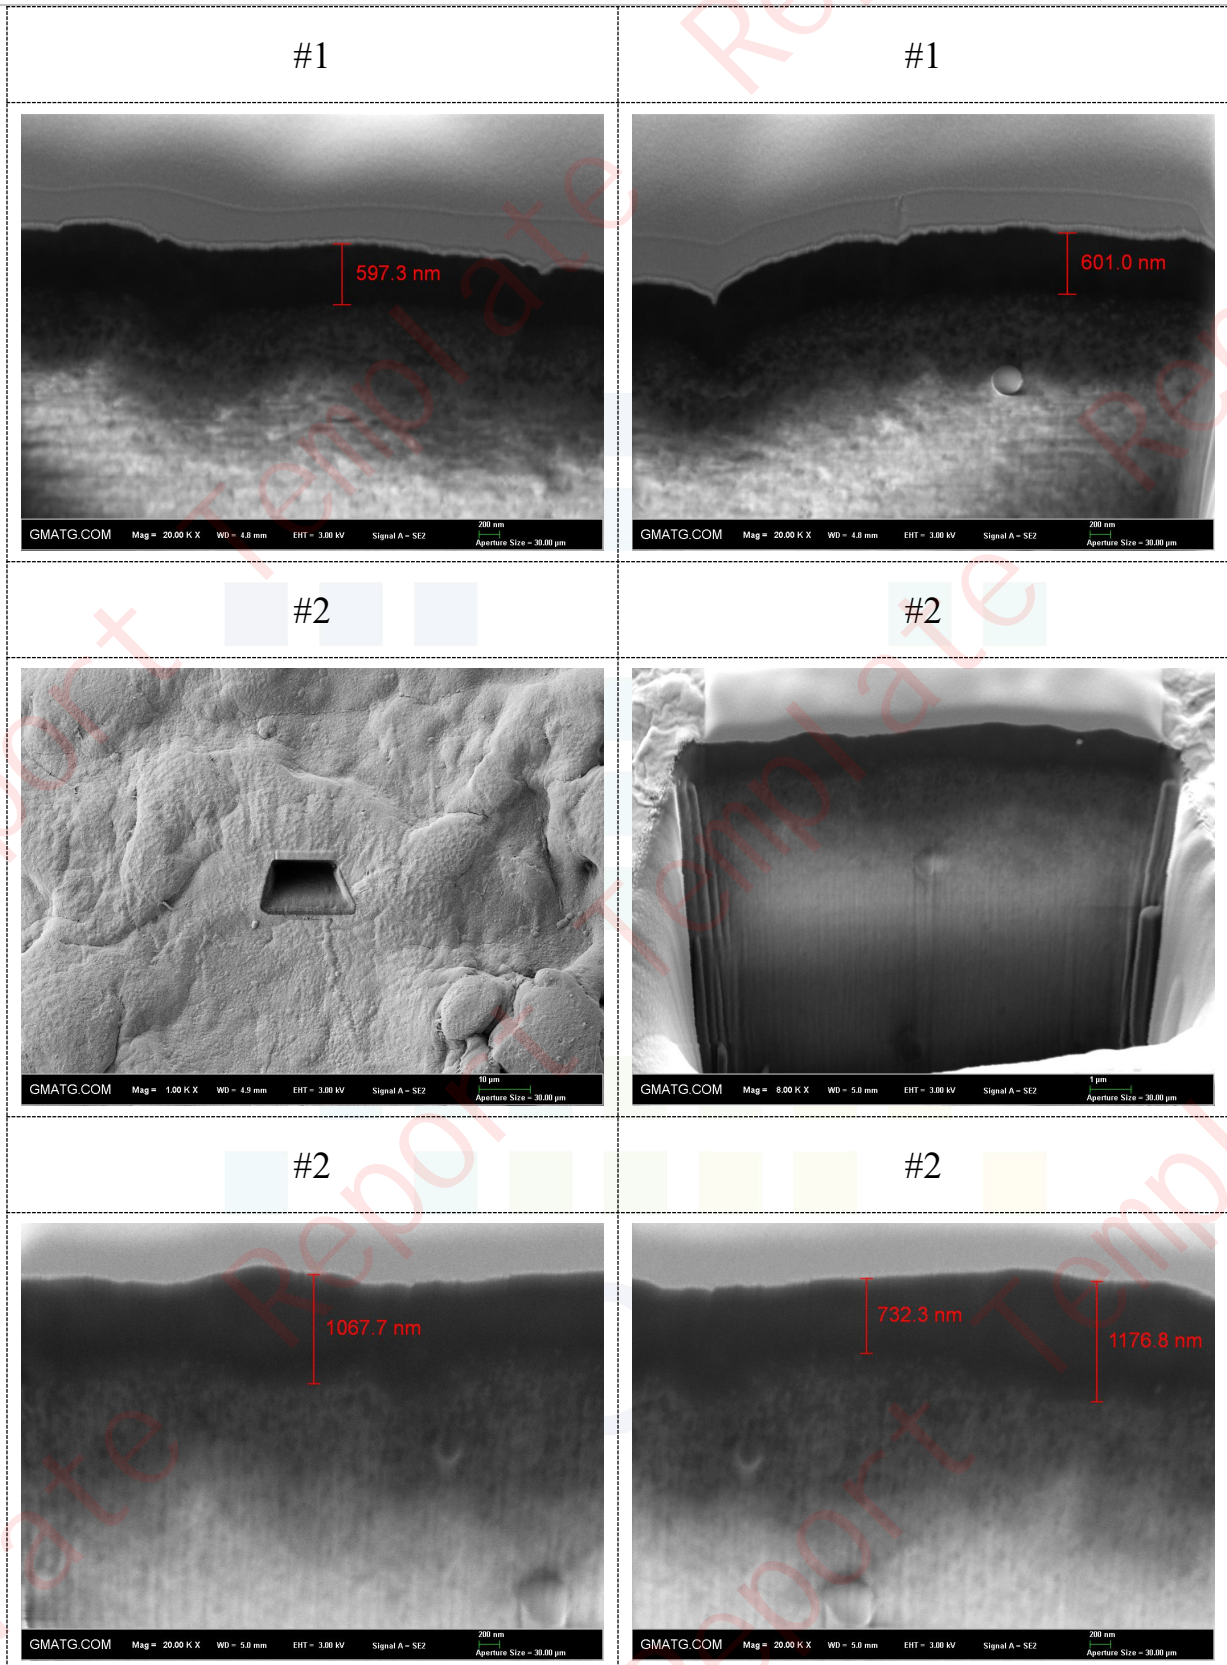 #1
#1
597.3 nm
601.0 nm
GMATG.COM Mag = 20.00 K X WD = 4.8 mm EHT = 3.00 kV Signal A = SE2 200 nm Aperture Size = 30.00 µm
GMATG.COM Mag = 20.00 K X WD = 4.8 mm EHT = 3.00 kV Signal A = SE2 200 nm Aperture Size = 30.00 µm
#2
#2
GMATG.COM Mag = 1.00 K X WD = 4.9 mm EHT = 3.00 kV Signal A = SE2 10 µm Aperture Size = 30.00 µm
GMATG.COM Mag = 8.00 K X WD = 5.0 mm EHT = 3.00 kV Signal A = SE2 1 µm Aperture Size = 30.00 µm
#2
#2
1067.7 nm
732.3 nm
1176.8 nm
GMATG.COM Mag = 20.00 K X WD = 5.0 mm EHT = 3.00 kV Signal A = SE2 200 nm Aperture Size = 30.00 µm
GMATG.COM Mag = 20.00 K X WD = 5.0 mm EHT = 3.00 kV Signal A = SE2 200 nm Aperture Size = 30.00 µm
Report Template
Report Template